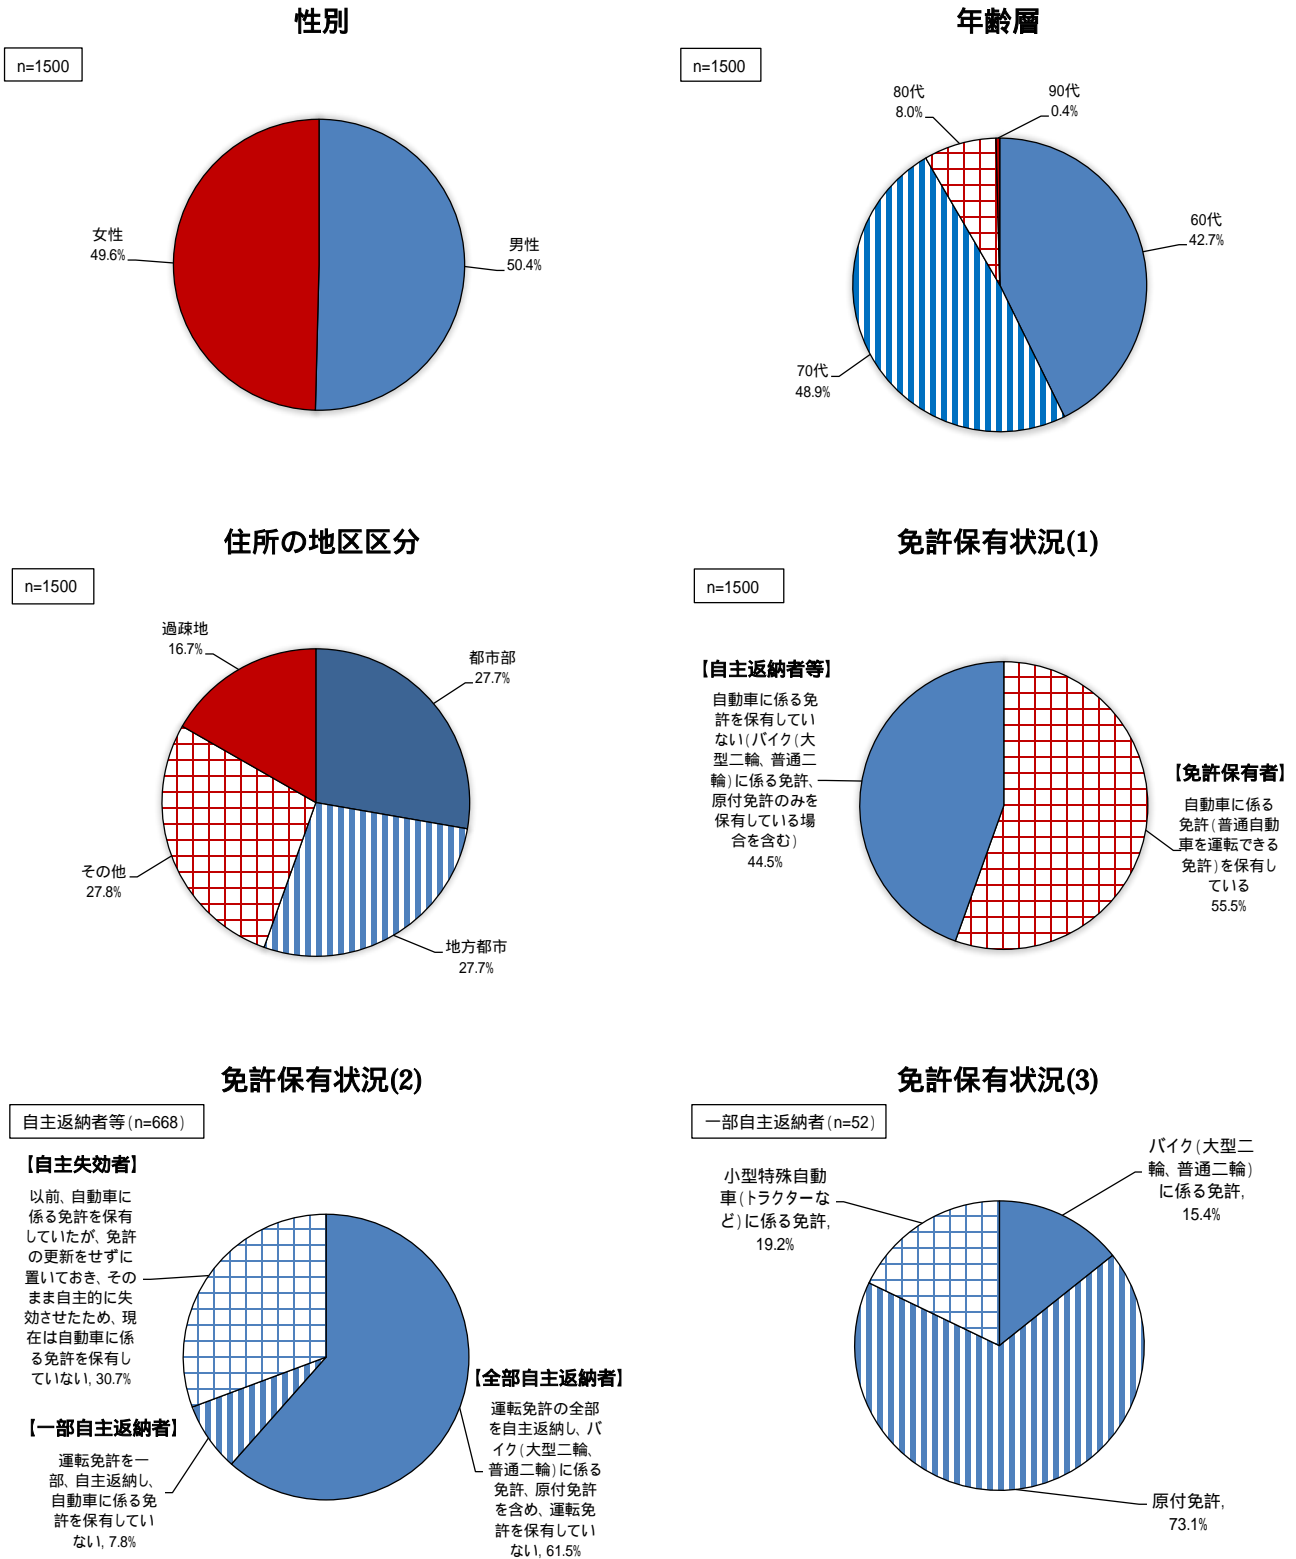 性別
n=1500
女性
49.6%
男性
50.4%
年齢層
n=1500
80代
8.0%
90代
0.4%
60代
42.7%
70代
48.9%
住所の地区区分
n=1500
過疎地
16.7%
都市部
27.7%
その他
27.8%
地方都市
27.7%
免許保有状況(1)
n=1500
【自主返納者等】
自動車に係る免
許を保有してい
ない(バイク(大
型二輪、普通二
輪)に係る免許、
原付免許のみを
保有している場
合を含む)
44.5%
【免許保有者】
自動車に係る
免許(普通自動
車を運転できる
免許)を保有し
ている
55.5%
免許保有状況(2)
自主返納者等(n=668)
【自主失効者】
以前、自動車に
係る免許を保有
していたが、免許
の更新をせずに
置いておき、その
まま自主的に失
効させたため、現
在は自動車に係
る免許を保有し
ていない, 30.7%
【一部自主返納者】
運転免許を一
部、自主返納し、
自動車に係る免
許を保有してい
ない, 7.8%
【全部自主返納者】
運転免許の全部
を自主返納し、バ
イク(大型二輪、
普通二輪)に係る
免許、原付免許
を含め、運転免
許を保有してい
ない, 61.5%
免許保有状況(3)
一部自主返納者(n=52)
小型特殊自動
車(トラクターな
ど)に係る免許,
19.2%
バイク(大型二
輪、普通二輪)
に係る免許,
15.4%
原付免許,
73.1%